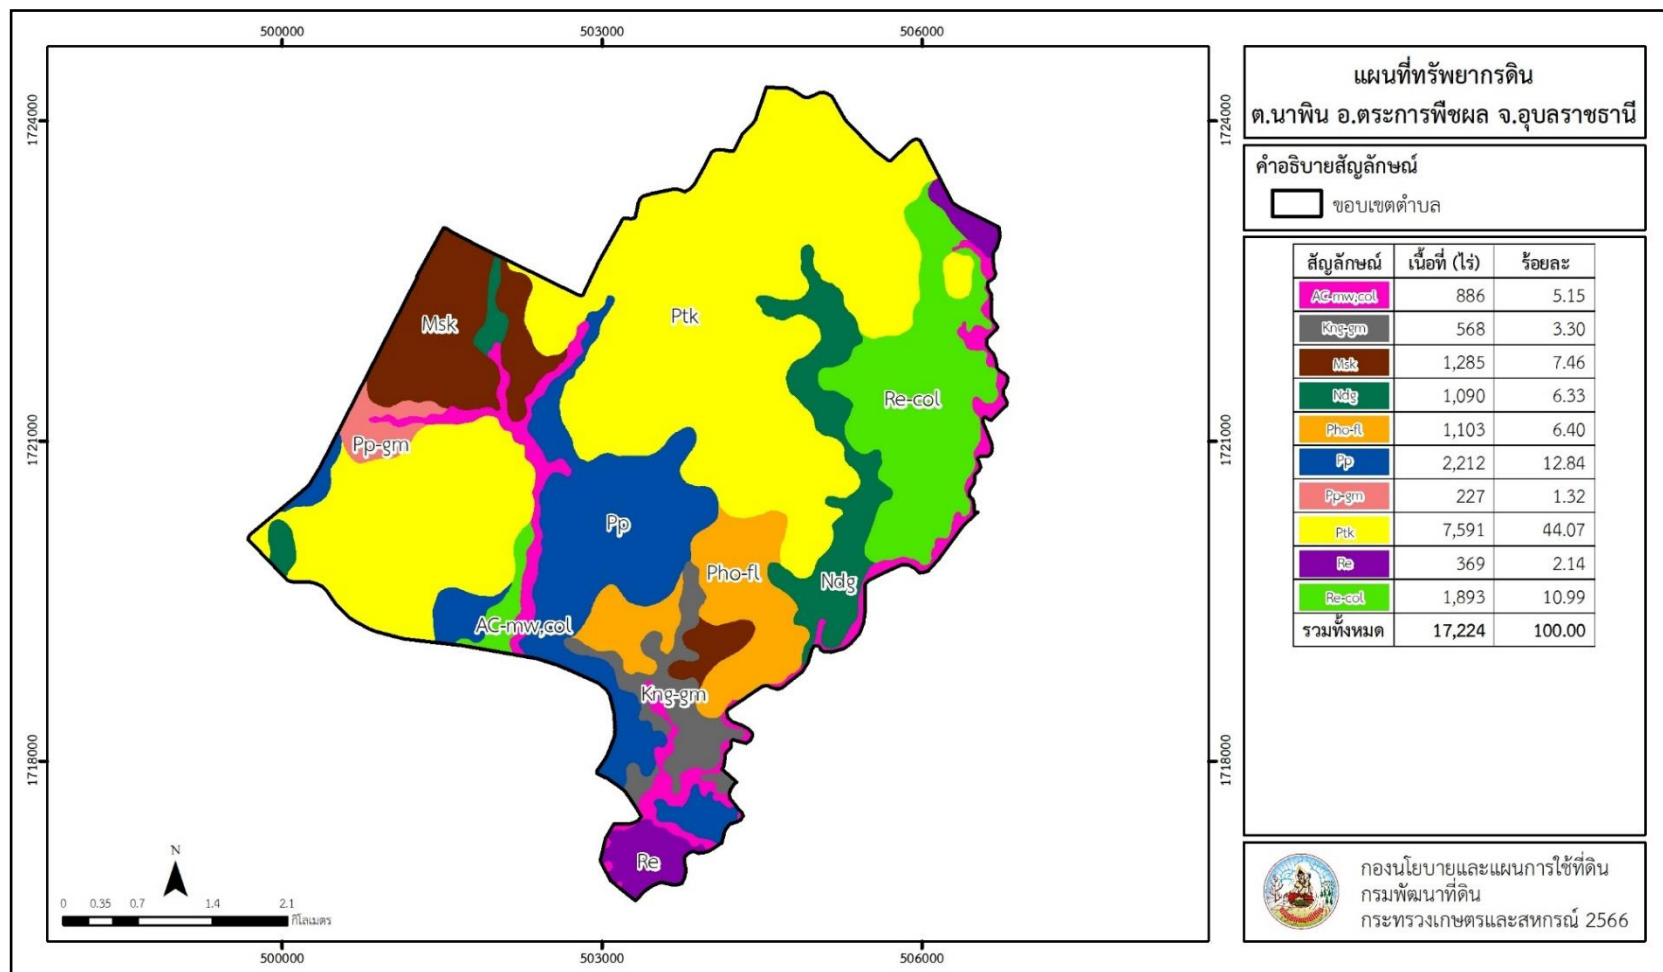 500000 503000 506000
แผนที่ทรัพยากรดิน
ต.นาพิน อ.ตระการพืชผล จ.อุบลราชธานี
คำอธิบายสัญลักษณ์
ขอบเขตตำบล
สัญลักษณ์ เนื้อที่ (ไร่) ร้อยละ
AC-mw,col 886 5.15
Kng-gm 568 3.30
Msk 1,285 7.46
Ndg 1,090 6.33
Pho-fl 1,103 6.40
Pp 2,212 12.84
Pp-gm 227 1.32
Ptk 7,591 44.07
Re 369 2.14
Re-col 1,893 10.99
รวมทั้งหมด 17,224 100.00
1724000 1724000
Msk Ptk
Re-col
1721000 1721000
Pp-gm
Pp
Pho-fl Ndg
AC-mw,col
Kng-gm
1718000 1718000
Re
N
0 0.35 0.7 1.4 2.1
กิโลเมตร
500000 503000 506000
กองนโยบายและแผนการใช้ที่ดิน
กรมพัฒนาที่ดิน
กระทรวงเกษตรและสหกรณ์ 2566